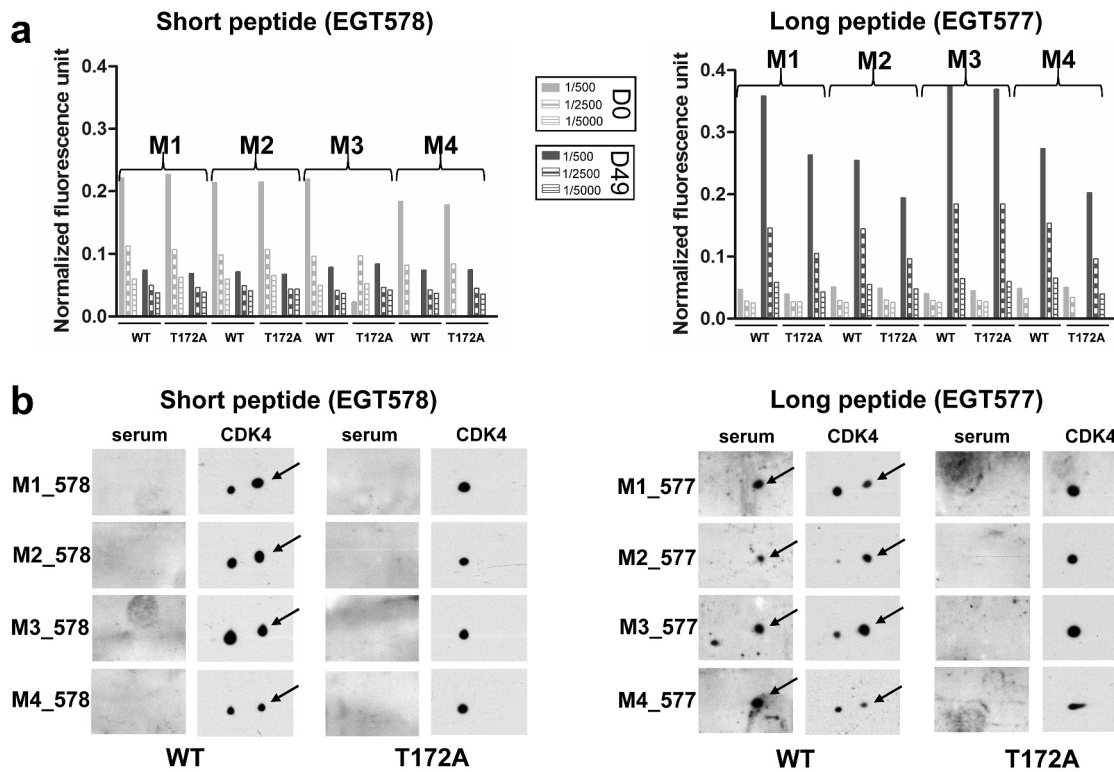 a
Short peptide (EGT578)
Long peptide (EGT577)
Normalized fluorescence unit
0.4
0.3
0.2
0.1
0.0
M1 M2 M3 M4
WT T172A WT T172A WT T172A WT T172A
1/500
1/2500
1/5000
D0
1/500
1/2500
1/5000
D49
Normalized fluorescence unit
0.4
0.3
0.2
0.1
0.0
M1 M2 M3 M4
WT T172A WT T172A WT T172A WT T172A
b
Short peptide (EGT578)
serum CDK4 serum CDK4
M1_578
M2_578
M3_578
M4_578
WT T172A
Long peptide (EGT577)
serum CDK4 serum CDK4
M1_577
M2_577
M3_577
M4_577
WT T172A